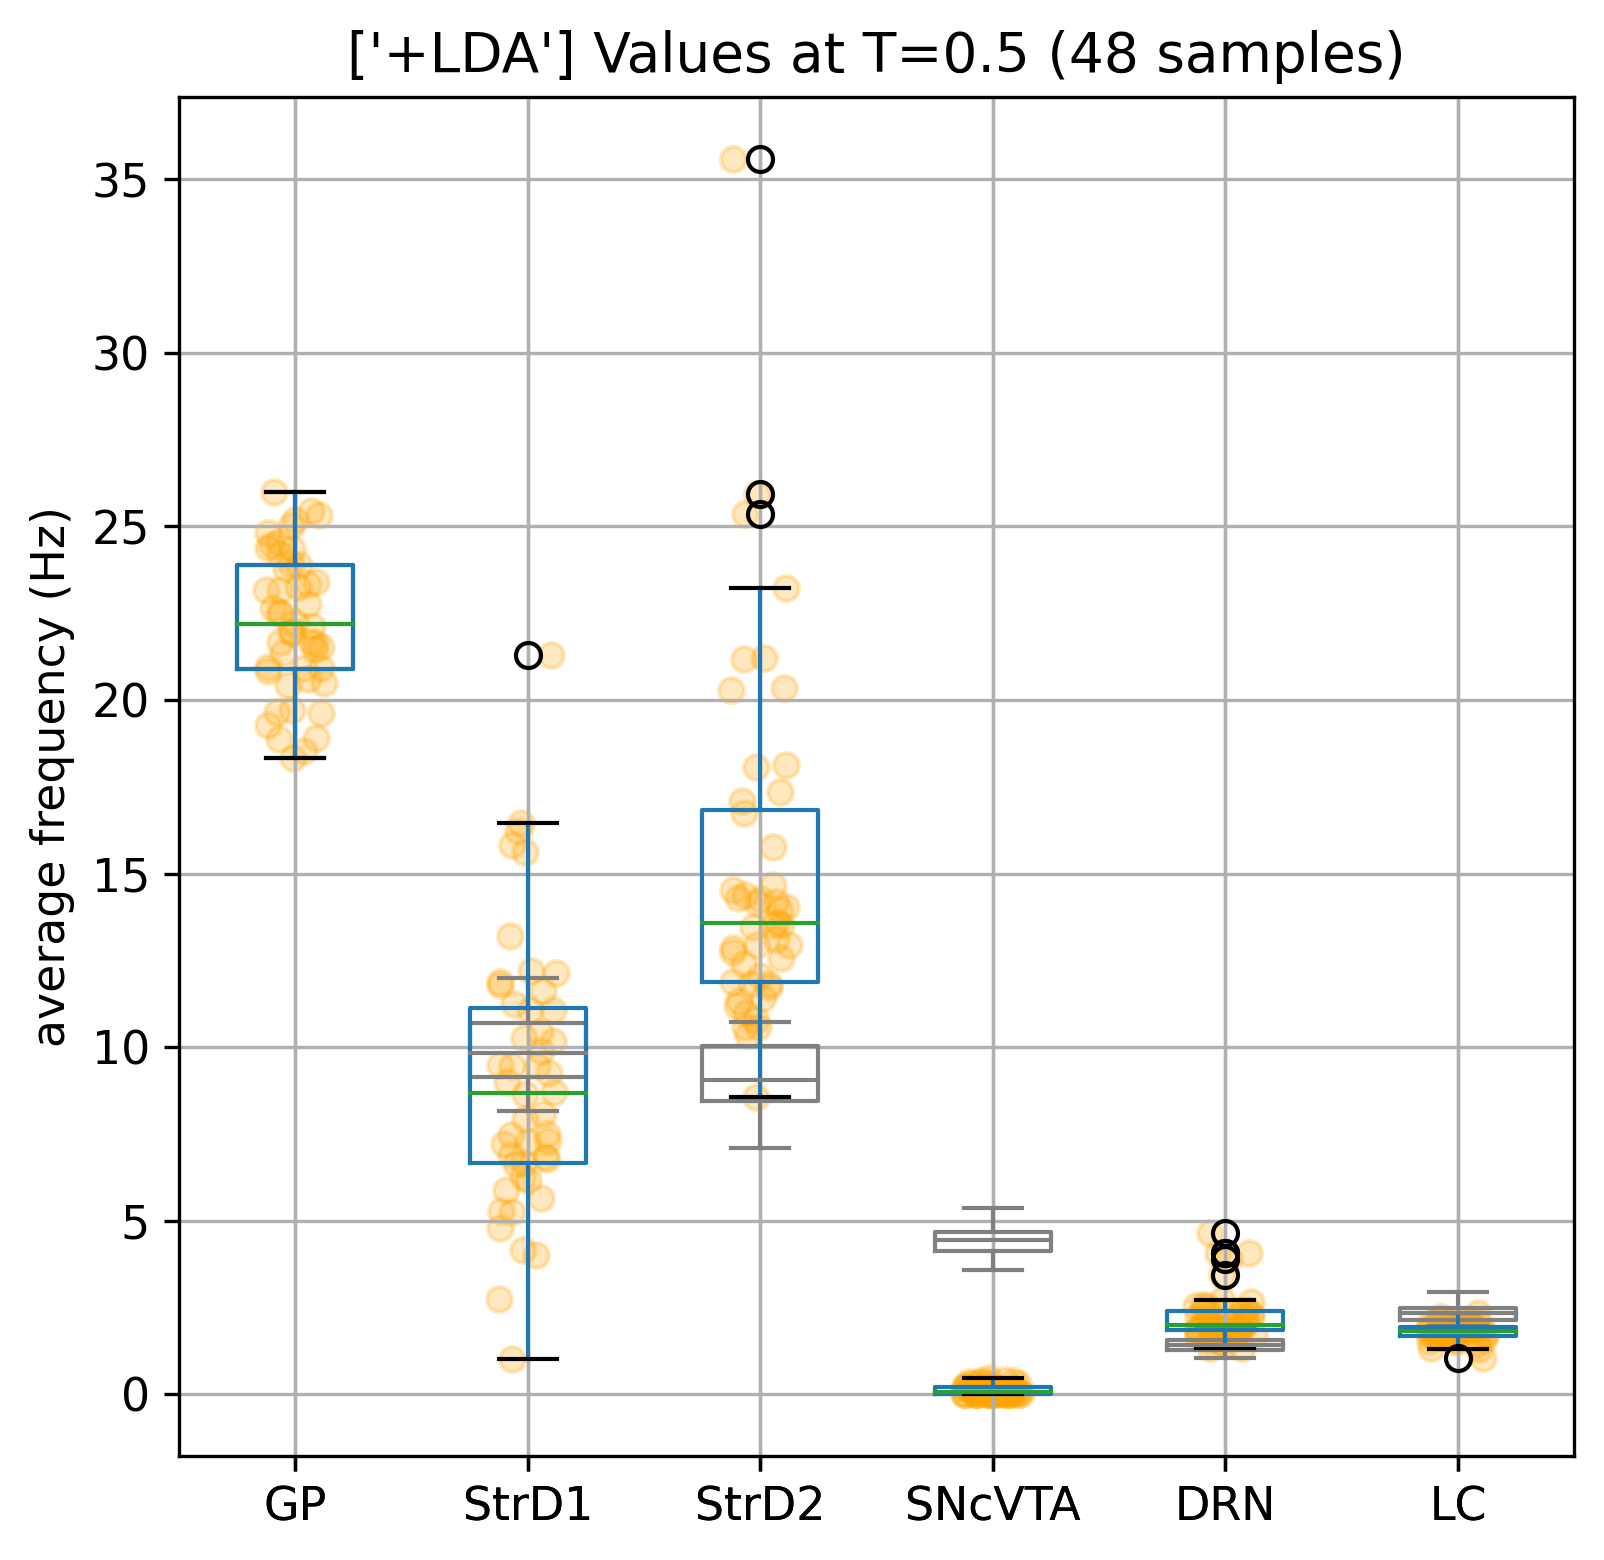 ['+LDA'] Values at T=0.5 (48 samples)
average frequency (Hz)
35
30
25
20
15
10
5
0
GP StrD1 StrD2 SNcVTA DRN LC